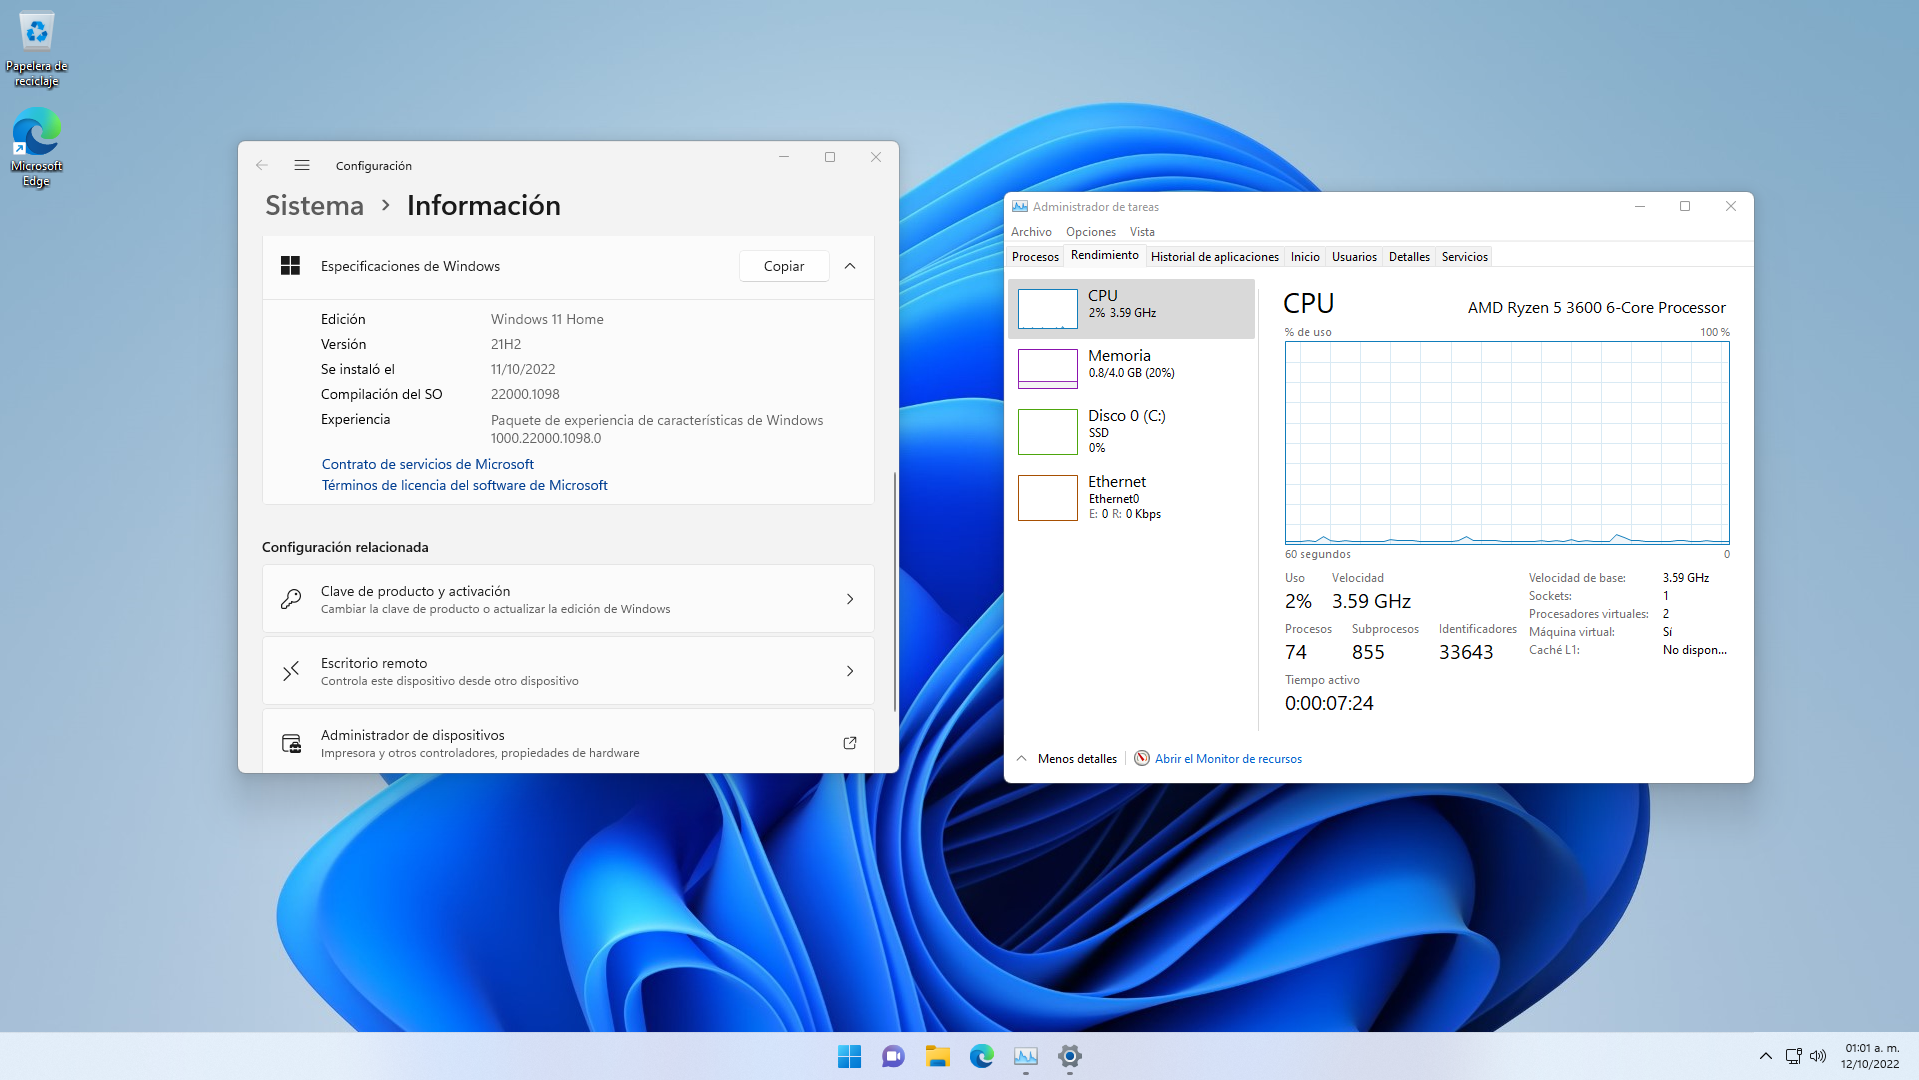 Papelera de
reciclaje
Microsoft
Edge
Configuración
Sistema > Información
Especificaciones de Windows
Copiar
Edición Windows 11 Home
Versión 21H2
Se instaló el 11/10/2022
Compilación del SO 22000.1098
Experiencia Paquete de experiencia de características de Windows
1000.22000.1098.0
Contrato de servicios de Microsoft
Términos de licencia del software de Microsoft
Configuración relacionada
Clave de producto y activación
Cambiar la clave de producto o actualizar la edición de Windows
Escritorio remoto
Controla este dispositivo desde otro dispositivo
Administrador de dispositivos
Impresora y otros controladores, propiedades de hardware
Administrador de tareas
Archivo Opciones Vista
Procesos Rendimiento Historial de aplicaciones Inicio Usuarios Detalles Servicios
CPU
2% 3.59 GHz
Memoria
0.8/4.0 GB (20%)
Disco 0 (C:)
SSD
0%
Ethernet
Ethernet0
E: 0 R: 0 Kbps
CPU AMD Ryzen 5 3600 6-Core Processor
% de uso 100 %
60 segundos 0
Uso Velocidad
2% 3.59 GHz
Procesos Subprocesos Identificadores
74 855 33643
Tiempo activo
0:00:07:24
Velocidad de base: 3.59 GHz
Sockets: 1
Procesadores virtuales: 2
Máquina virtual: Sí
Caché L1: No dispon...
Menos detalles
Abrir el Monitor de recursos
01:01 a. m.
12/10/2022